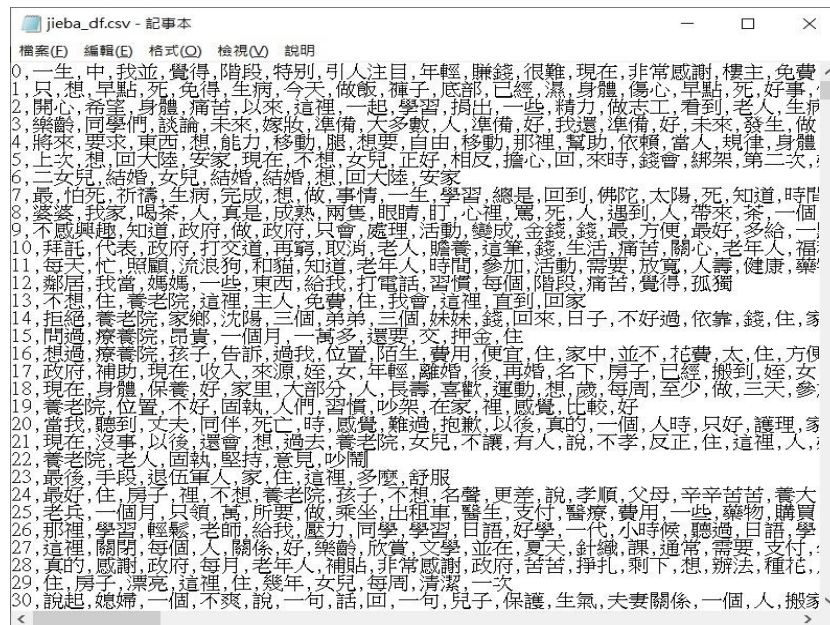 jieba_df.csv - 記事本
檔案(F) 編輯(E) 格式(O) 檢視(V) 說明
0,一生,中,我並,覺得,階段,特別,引人注目,年輕,賺錢,很難,現在,非常感謝,樓主,免費
1,只,想,早點,死,免得,生病,今天,做飯,褲子,底部,已經,濕,身體,傷心,早點,死,好事,
2,開心,希望,身體,痛苦,以來,這裡,一起,學習,捐出,一些,精力,做志工,看到,老人,生病
3,樂齡,同學們,談論,未來,嫁妝,準備,大多數,人,準備,好,我還,準備,好,未來,發生,做
4,將來,要求,東西,想,能力,移動,腿,想要,自由,移動,那裡,幫助,依賴,當人,規律,身體
5,上次,想,回大陸,安家,現在,不想,女兒,正好,相反,擔心,回,來時,錢會,綁架,第二次,
6,三女兒,結婚,女兒,結婚,結婚,想,回大陸,安家
7,最,怕死,祈禱,生病,完成,想,做,事情,一生,學習,總是,回到,佛陀,太陽,死,知道,時間
8,婆婆,我家,喝茶,人,真是,成熟,兩隻,眼睛,盯,心裡,罵,死,人,遇到,人,帶來,茶,一個
9,不感興趣,知道,政府,做,政府,只會,處理,活動,變成,金錢,錢,最,方便,最好,多給,一
10,拜託,代表,政府,打交道,再窮,取消,老人,贍養,這筆,錢,生活,痛苦,關心,老年人,福
11,每天,忙,照顧,流浪狗,和貓,知道,老年人,時間,參加,活動,需要,放寬,人壽,健康,藥
12,鄰居,我當,媽媽,一些,東西,給我,打電話,習慣,每個,階段,痛苦,覺得,孤獨
13,不想,住,養老院,這裡,主人,免費,住,我會,這裡,直到,回家
14,拒絕,養老院,家鄉,沈陽,三個,弟弟,三個,妹妹,錢,回來,日子,不好過,依靠,錢,住,家
15,問過,療養院,昂貴,一個月,一萬多,還要,交,押金,住
16,想過,療養院,孩子,告訴,過我,位置,陌生,費用,便宜,住,家中,並不,花費,太,住,方便
17,政府,補助,現在,收入,來源,姪,女,年輕,離婚,後,再婚,名下,房子,已經,搬到,姪,女
18,現在,身體,保養,好,家里,大部分,人,長壽,喜歡,運動,想,歲,每周,至少,做,三天,參
19,養老院,位置,不好,固執,人們,習慣,吵架,在家,裡,感覺,比較,好
20,當我,聽到,丈夫,同伴,死亡,時,感覺,難過,抱歉,以後,真的,一個,人時,只好,護理,家
21,現在,沒事,以後,還會,想,過去,養老院,女兒,不讓,有人,說,不孝,反正,住,這裡,人,
22,養老院,老人,固執,堅持,意見,吵鬧
23,最後,手段,退伍軍人,家,住,這裡,多麼,舒服
24,最好,住,房子,裡,不想,養老院,孩子,不想,名聲,更差,說,孝順,父母,辛辛苦苦,養大
25,老兵,一個月,只領,萬,所要,做,乘坐,出租車,醫生,支付,醫療,費用,一些,藥物,購買
26,那裡,學習,輕鬆,老師,給我,壓力,同學,學習,日語,好學,一代,小時候,聽過,日語,學
27,這裡,關閉,每個,人,關係,好,樂齡,欣賞,文學,並在,夏天,針織,課,通常,需要,支付,
28,真的,感謝,政府,每月,老年人,補貼,非常感謝,政府,苦苦,掙扎,剩下,想,辦法,種花,
29,住,房子,漂亮,這裡,住,幾年,女兒,每周,清潔,一次
30,說起,媳婦,一個,不爽,說,一句,話,回,一句,兒子,保護,生氣,夫妻關係,一個,人,搬家